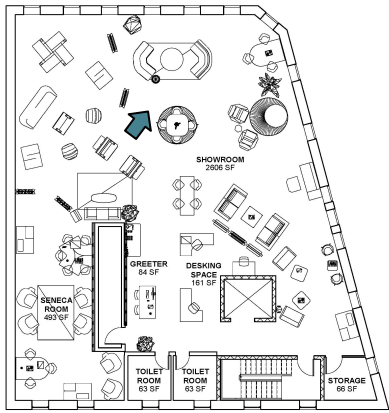 SHOWROOM
2606 SF
GREETER
84 SF
DESKING
SPACE
161 SF
SENECA
ROOM
493 SF
TOILET
ROOM
63 SF
TOILET
ROOM
63 SF
STORAGE
66 SF